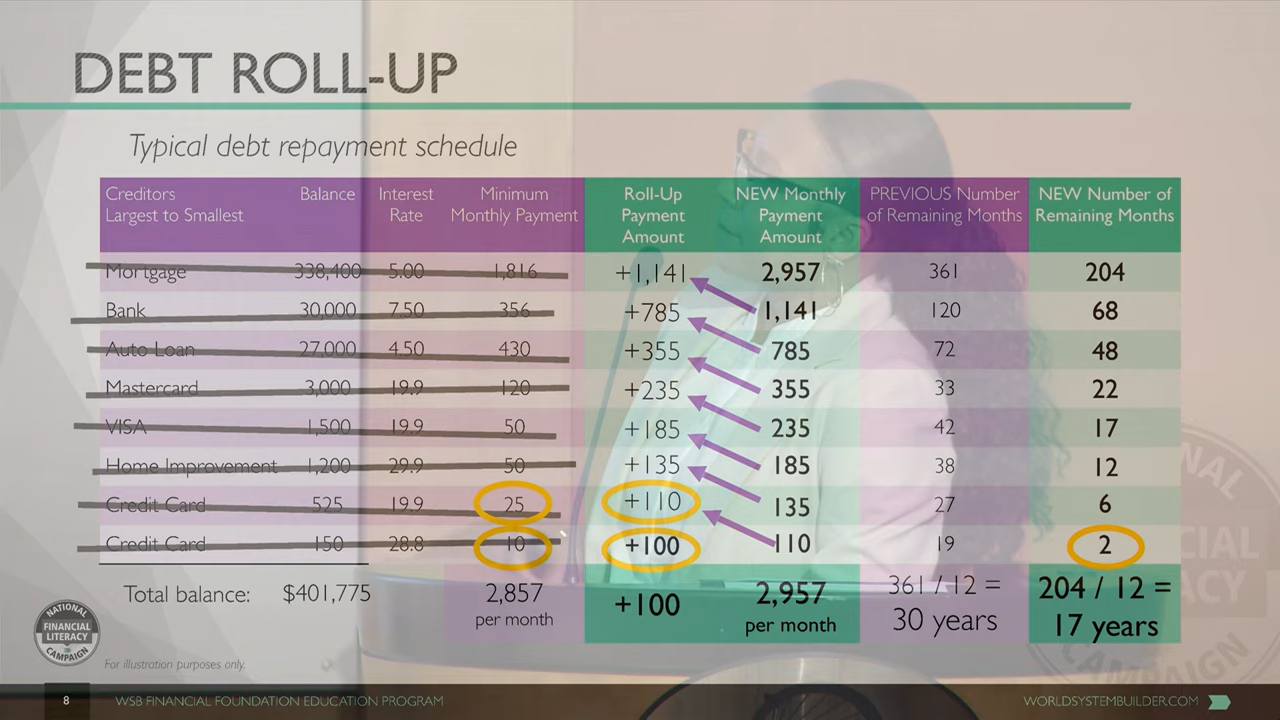 DEBT ROLL-UP
Typical debt repayment schedule
Creditors
Largest to Smallest
Balance
Interest
Rate
Minimum
Monthly Payment
Roll-Up
Payment
Amount
NEW Monthly
Payment
Amount
PREVIOUS Number
of Remaining Months
NEW Number of
Remaining Months
Mortgage 338,400 5.00 1,816 +1,141 2,957 361 204
Bank 30,000 7.50 356 +785 1,141 120 68
Auto Loan 27,000 4.50 430 +355 785 72 48
Mastercard 3,000 19.9 120 +235 355 33 22
VISA 1,500 19.9 50 +185 235 42 17
Home Improvement 1,200 29.9 50 +135 185 38 12
Credit Card 525 19.9 25 +110 135 27 6
Credit Card 150 28.8 10 +100 110 19 2
Total balance: $401,775
2,857
per month
+100
2,957
per month
361 / 12 =
30 years
204 / 12 =
17 years
NATIONAL
FINANCIAL
LITERACY
CAMPAIGN
For illustration purposes only.
8 WSB FINANCIAL FOUNDATION EDUCATION PROGRAM WORLDSYSTEMBUILDER.COM